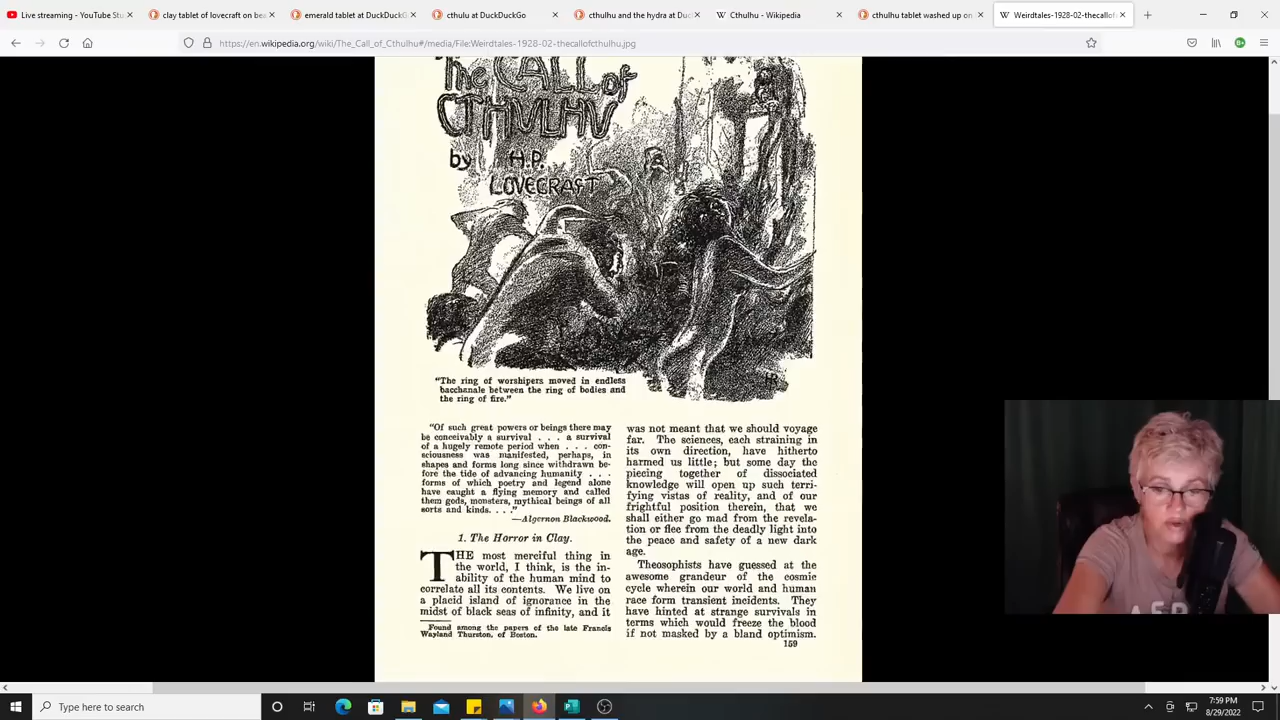 Live streaming - YouTube Stu
clay tablet of lovecraft on bea
emerald tablet at DuckDuckG
cthulu at DuckDuckGo
cthulhu and the hydra at Du
Cthulhu - Wikipedia
cthulhu tablet washed up on
Weirdtales-1928-02-thecallof
https://en.wikipedia.org/wiki/The_Call_of_Cthulhu#/media/File:Weirdtales-1928-02-thecallofcthulhu.jpg
The CALL of
CTHVLHV
by H.P.
LOVECRAFT
"The ring of worshipers moved in endless
bacchanale between the ring of bodies and
the ring of fire."
"Of such great powers or beings there may
be conceivably a survival . . . a survival
of a hugely remote period when . . . con-
sciousness was manifested, perhaps, in
shapes and forms long since withdrawn be-
fore the tide of advancing humanity . . .
forms of which poetry and legend alone
have caught a flying memory and called
them gods, monsters, mythical beings of all
sorts and kinds. . . ."
—Algernon Blackwood.
1. The Horror in Clay.
THE most merciful thing in
the world, I think, is the in-
ability of the human mind to
correlate all its contents. We live on
a placid island of ignorance in the
midst of black seas of infinity, and it
Found among the papers of the late Francis
Wayland Thurston, of Boston.
was not meant that we should voyage
far. The sciences, each straining in
its own direction, have hitherto
harmed us little; but some day the
piecing together of dissociated
knowledge will open up such terri-
fying vistas of reality, and of our
frightful position therein, that we
shall either go mad from the revela-
tion or flee from the deadly light into
the peace and safety of a new dark
age.
Theosophists have guessed at the
awesome grandeur of the cosmic
cycle wherein our world and human
race form transient incidents. They
have hinted at strange survivals in
terms which would freeze the blood
if not masked by a bland optimism.
159
Type here to search
7:59 PM
8/29/2022